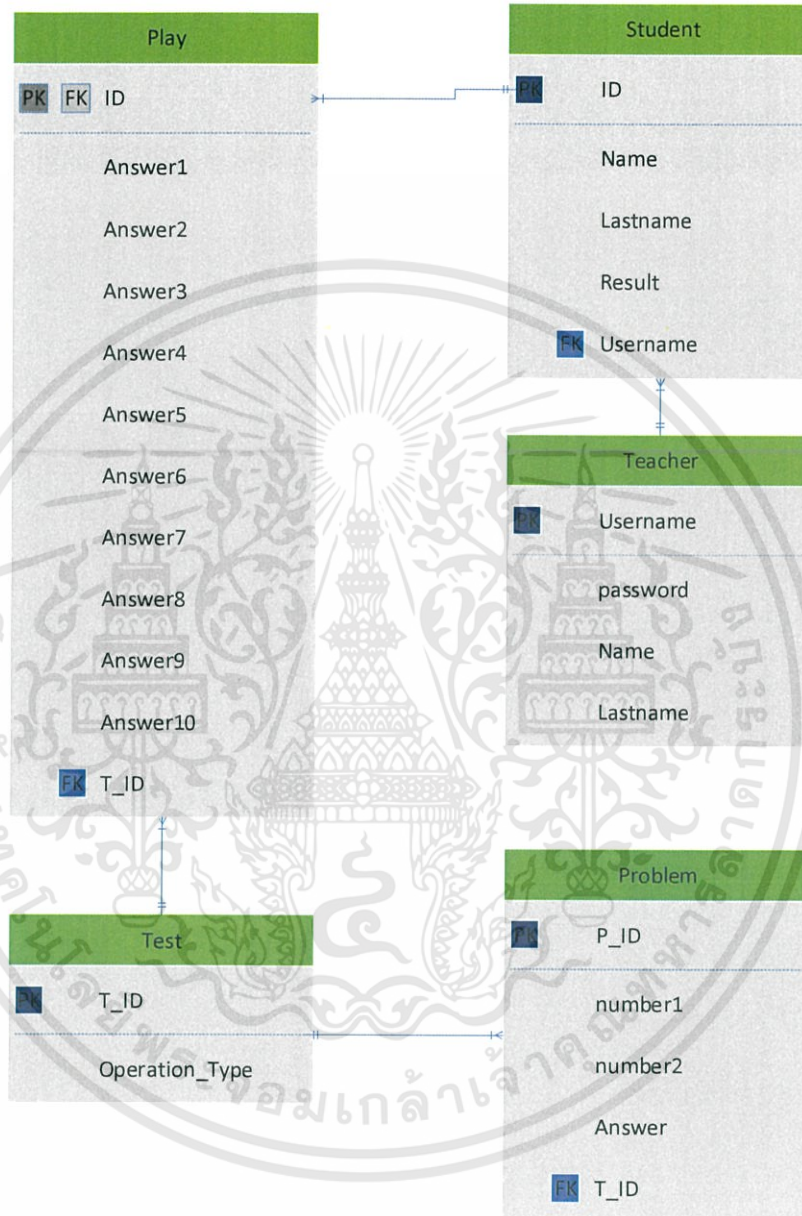 Play
PK FK ID
Answer1
Answer2
Answer3
Answer4
Answer5
Answer6
Answer7
Answer8
Answer9
Answer10
FK T_ID
Student
PK ID
Name
Lastname
Result
FK Username
Teacher
PK Username
password
Name
Lastname
Test
PK T_ID
Operation_Type
Problem
PK P_ID
number1
number2
Answer
FK T_ID